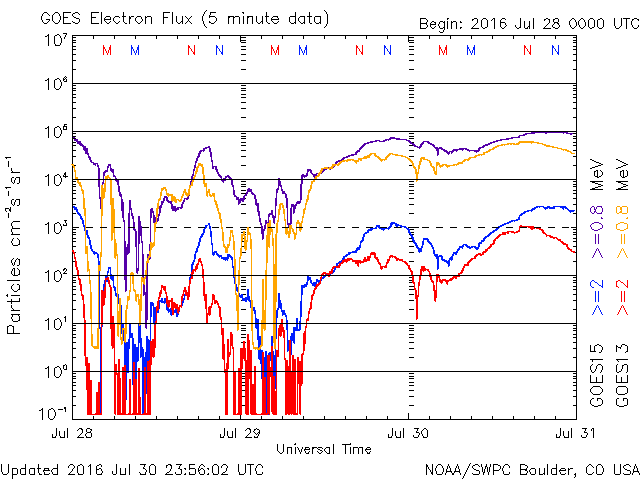 GOES Electron Flux (5 minute data)
Begin: 2016 Jul 28 0000 UTC
M M N N M M N N M M N N
10⁷
10⁶
10⁵
10⁴
10³
10²
10¹
10⁰
10⁻¹
Particles cm⁻²s⁻¹sr⁻¹
Jul 28 Jul 29 Jul 30 Jul 31
Universal Time
GOES15 >=2 >=0.8 MeV
GOES13 >=2 >=0.8 MeV
Updated 2016 Jul 30 23:56:02 UTC
NOAA/SWPC Boulder, CO USA